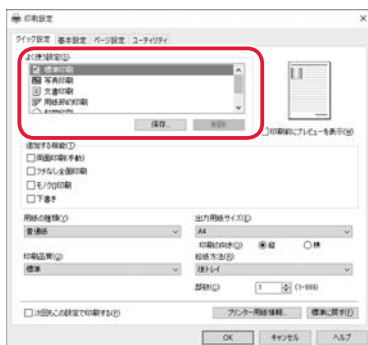 印刷設定
クイック設定 基本設定 ページ設定 ユーティリティ
よく使う設定(S)
標準印刷
写真印刷
文書印刷
用紙節約印刷
封筒印刷
保存...
削除
印刷前にプレビューを表示(W)
追加する機能(T)
両面印刷(手動)
フチなし全面印刷
モノクロ印刷
下書き
用紙の種類(Y)
普通紙
出力用紙サイズ(L)
A4
印刷の向き(O) 縦 横
印刷品質(Q)
標準
給紙方法(R)
後トレイ
部数(C) 1 (1-999)
次回もこの設定で印刷する(P)
プリンター用紙情報... 標準に戻す(F)
OK キャンセル ヘルプ